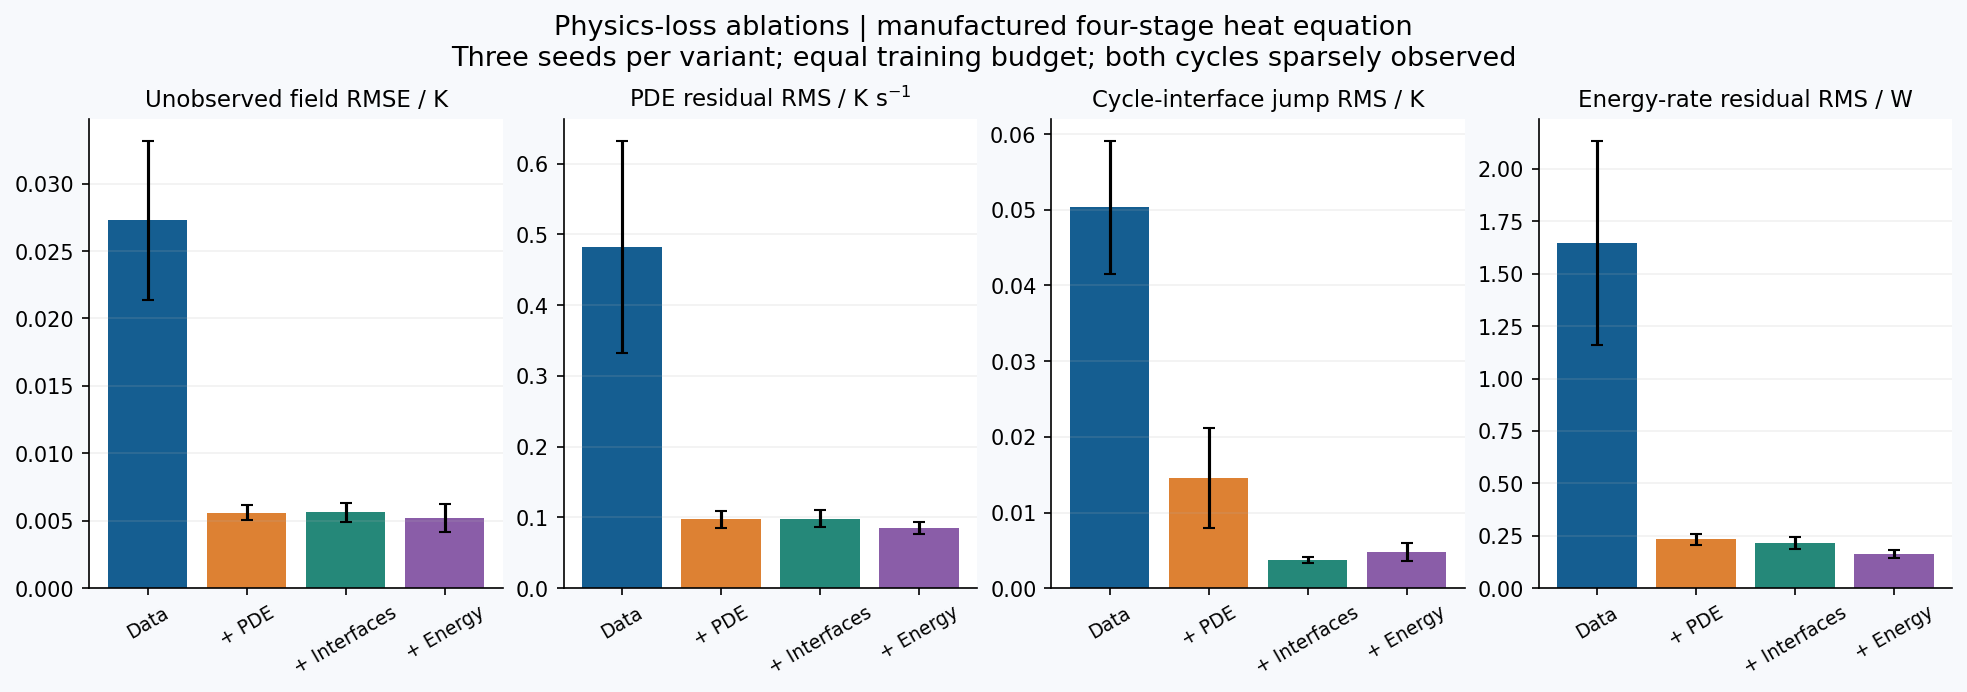 Physics-loss ablations | manufactured four-stage heat equation
Three seeds per variant; equal training budget; both cycles sparsely observed
Unobserved field RMSE / K
0.030
0.025
0.020
0.015
0.010
0.005
0.000
Data
+ PDE
+ Interfaces
+ Energy
PDE residual RMS / K s⁻¹
0.6
0.5
0.4
0.3
0.2
0.1
0.0
Data
+ PDE
+ Interfaces
+ Energy
Cycle-interface jump RMS / K
0.06
0.05
0.04
0.03
0.02
0.01
0.00
Data
+ PDE
+ Interfaces
+ Energy
Energy-rate residual RMS / W
2.00
1.75
1.50
1.25
1.00
0.75
0.50
0.25
0.00
Data
+ PDE
+ Interfaces
+ Energy